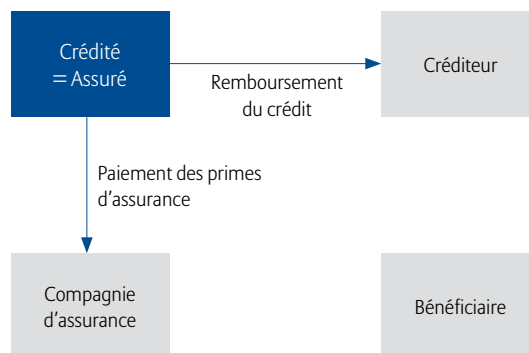 Crédité
= Assuré
Remboursement
du crédit
Créditeur
Paiement des primes
d'assurance
Compagnie
d'assurance
Bénéficiaire